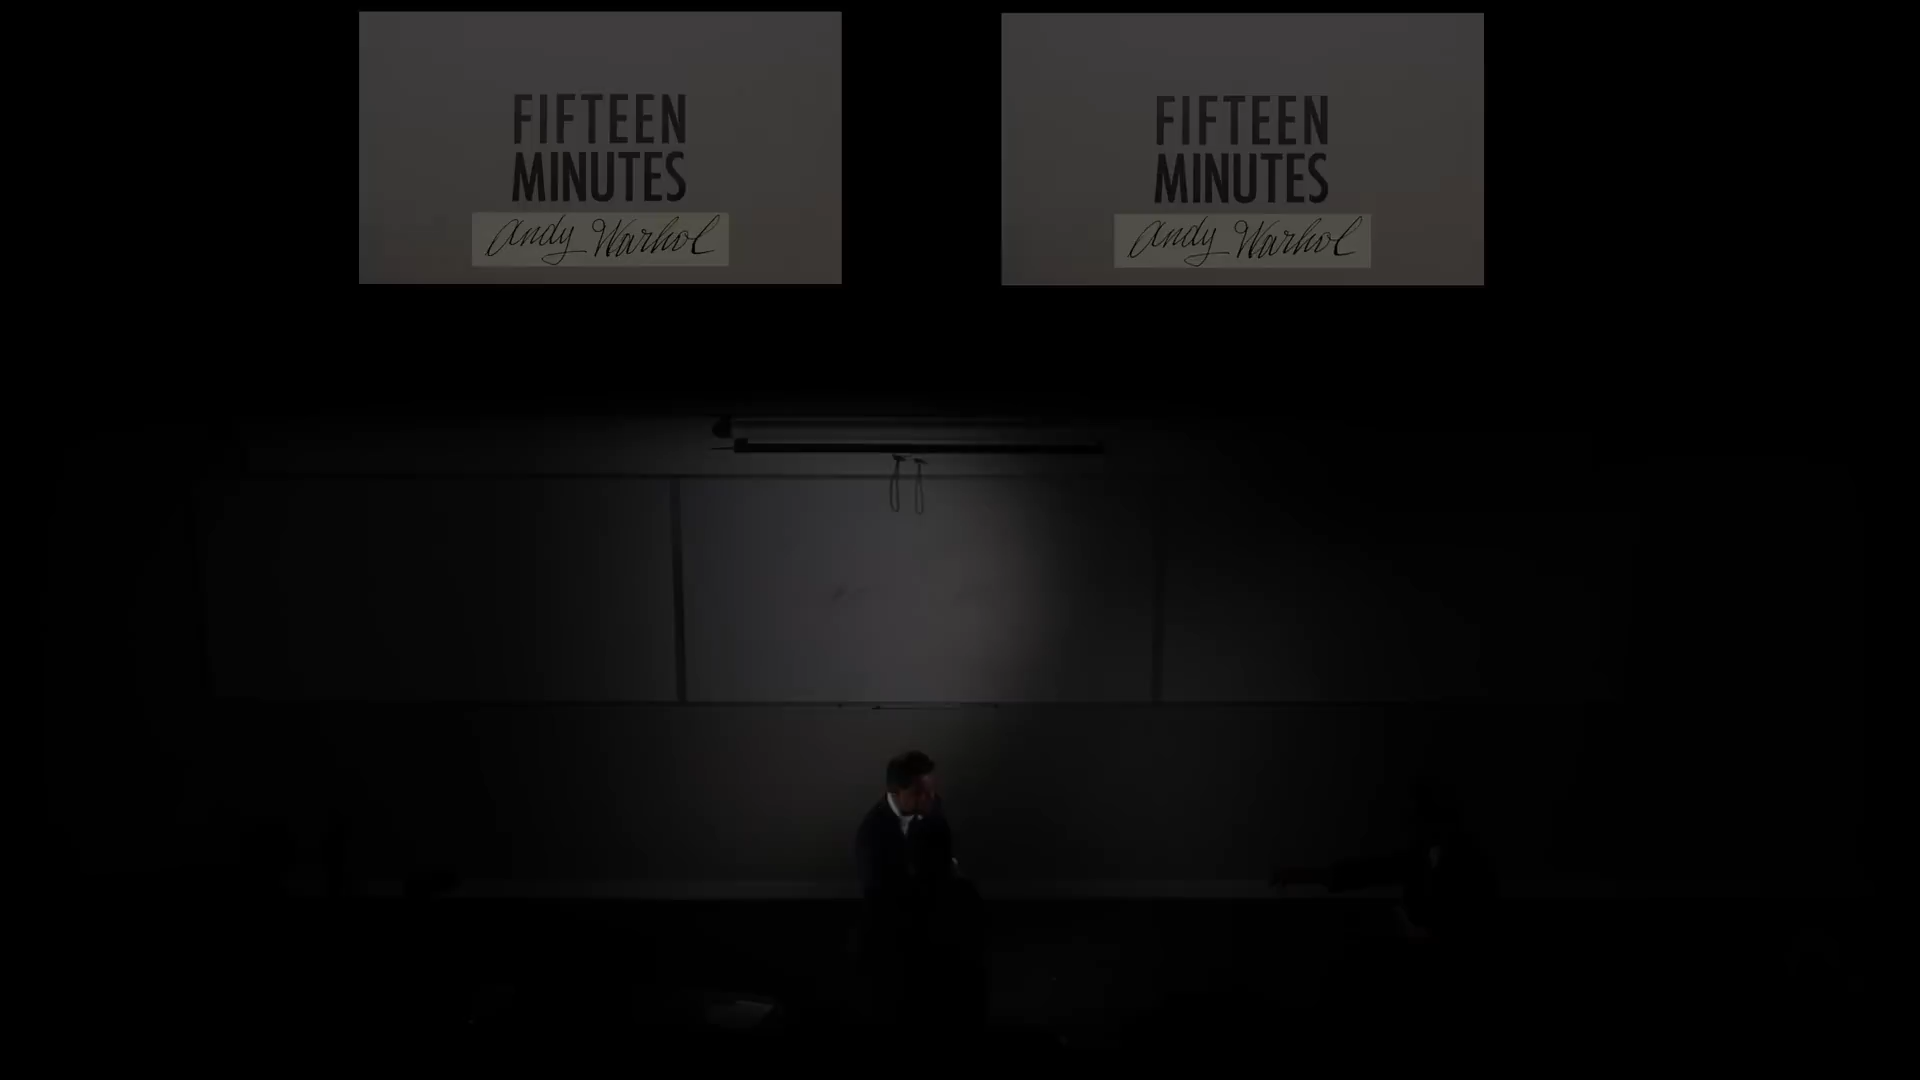 FIFTEEN
MINUTES
Andy Warhol
FIFTEEN
MINUTES
Andy Warhol